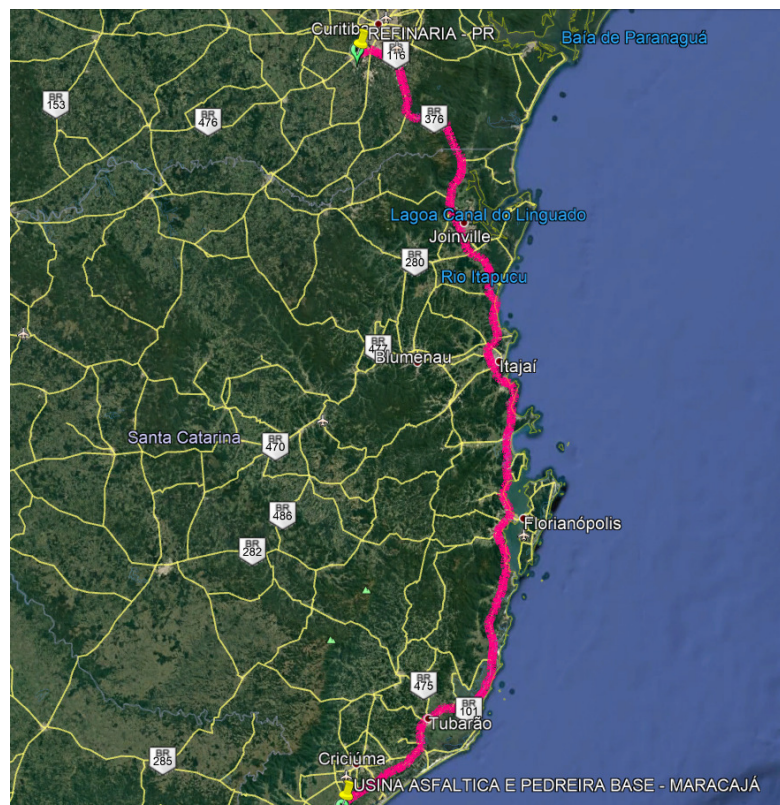 Curitiba
REFINARIA - PR
Baía de Paranaguá
BR
116
BR
153
BR
476
BR
376
Lagoa Canal do Linguado
Joinville
BR
280
Rio Itapucu
BR
477
Blumenau
Itajaí
Santa Catarina
BR
470
BR
486
Florianópolis
BR
282
BR
475
BR
101
Tubarão
Criciúma
BR
285
USINA ASFALTICA E PEDREIRA BASE - MARACAJÁ